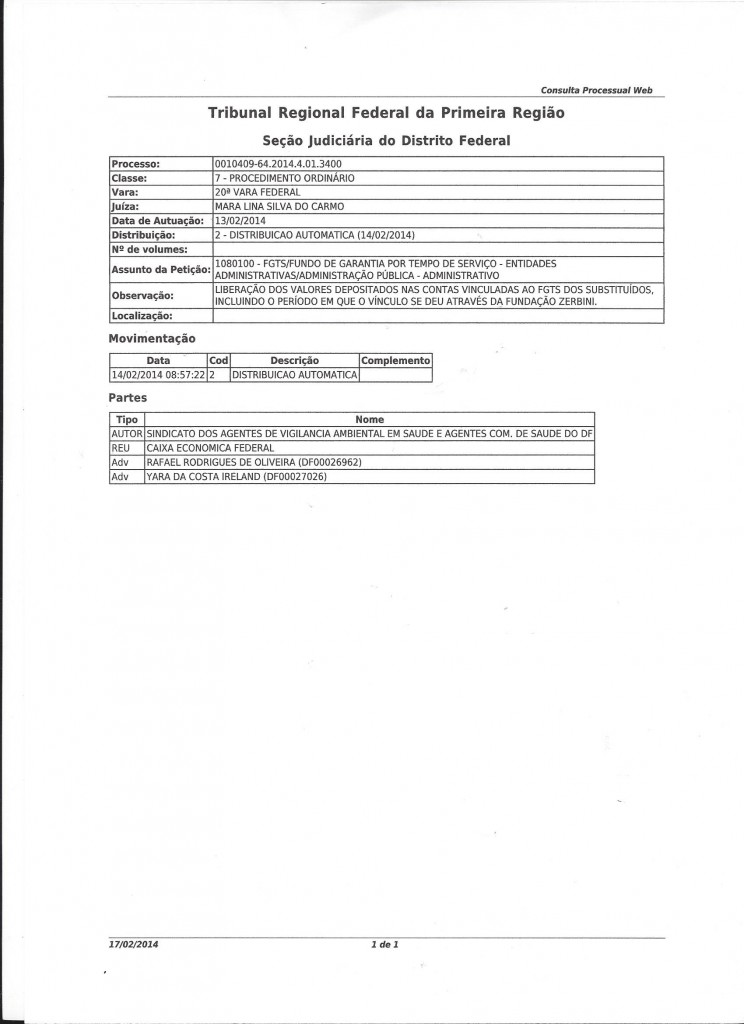 Consulta Processual Web
Tribunal Regional Federal da Primeira Região
Seção Judiciária do Distrito Federal
Processo: 0010409-64.2014.4.01.3400
Classe: 7 - PROCEDIMENTO ORDINÁRIO
Vara: 20ª VARA FEDERAL
Juíza: MARA LINA SILVA DO CARMO
Data de Autuação: 13/02/2014
Distribuição: 2 - DISTRIBUICAO AUTOMATICA (14/02/2014)
Nº de volumes:
Assunto da Petição: 1080100 - FGTS/FUNDO DE GARANTIA POR TEMPO DE SERVIÇO - ENTIDADES
ADMINISTRATIVAS/ADMINISTRAÇÃO PÚBLICA - ADMINISTRATIVO
Observação: LIBERAÇÃO DOS VALORES DEPOSITADOS NAS CONTAS VINCULADAS AO FGTS DOS SUBSTITUÍDOS,
INCLUINDO O PERÍODO EM QUE O VÍNCULO SE DEU ATRAVÉS DA FUNDAÇÃO ZERBINI.
Localização:
Movimentação
Data Cod Descrição Complemento
14/02/2014 08:57:22 2 DISTRIBUICAO AUTOMATICA
Partes
Tipo Nome
AUTOR SINDICATO DOS AGENTES DE VIGILANCIA AMBIENTAL EM SAUDE E AGENTES COM. DE SAUDE DO DF
REU CAIXA ECONOMICA FEDERAL
Adv RAFAEL RODRIGUES DE OLIVEIRA (DF00026962)
Adv YARA DA COSTA IRELAND (DF00027026)
17/02/2014 1 de 1